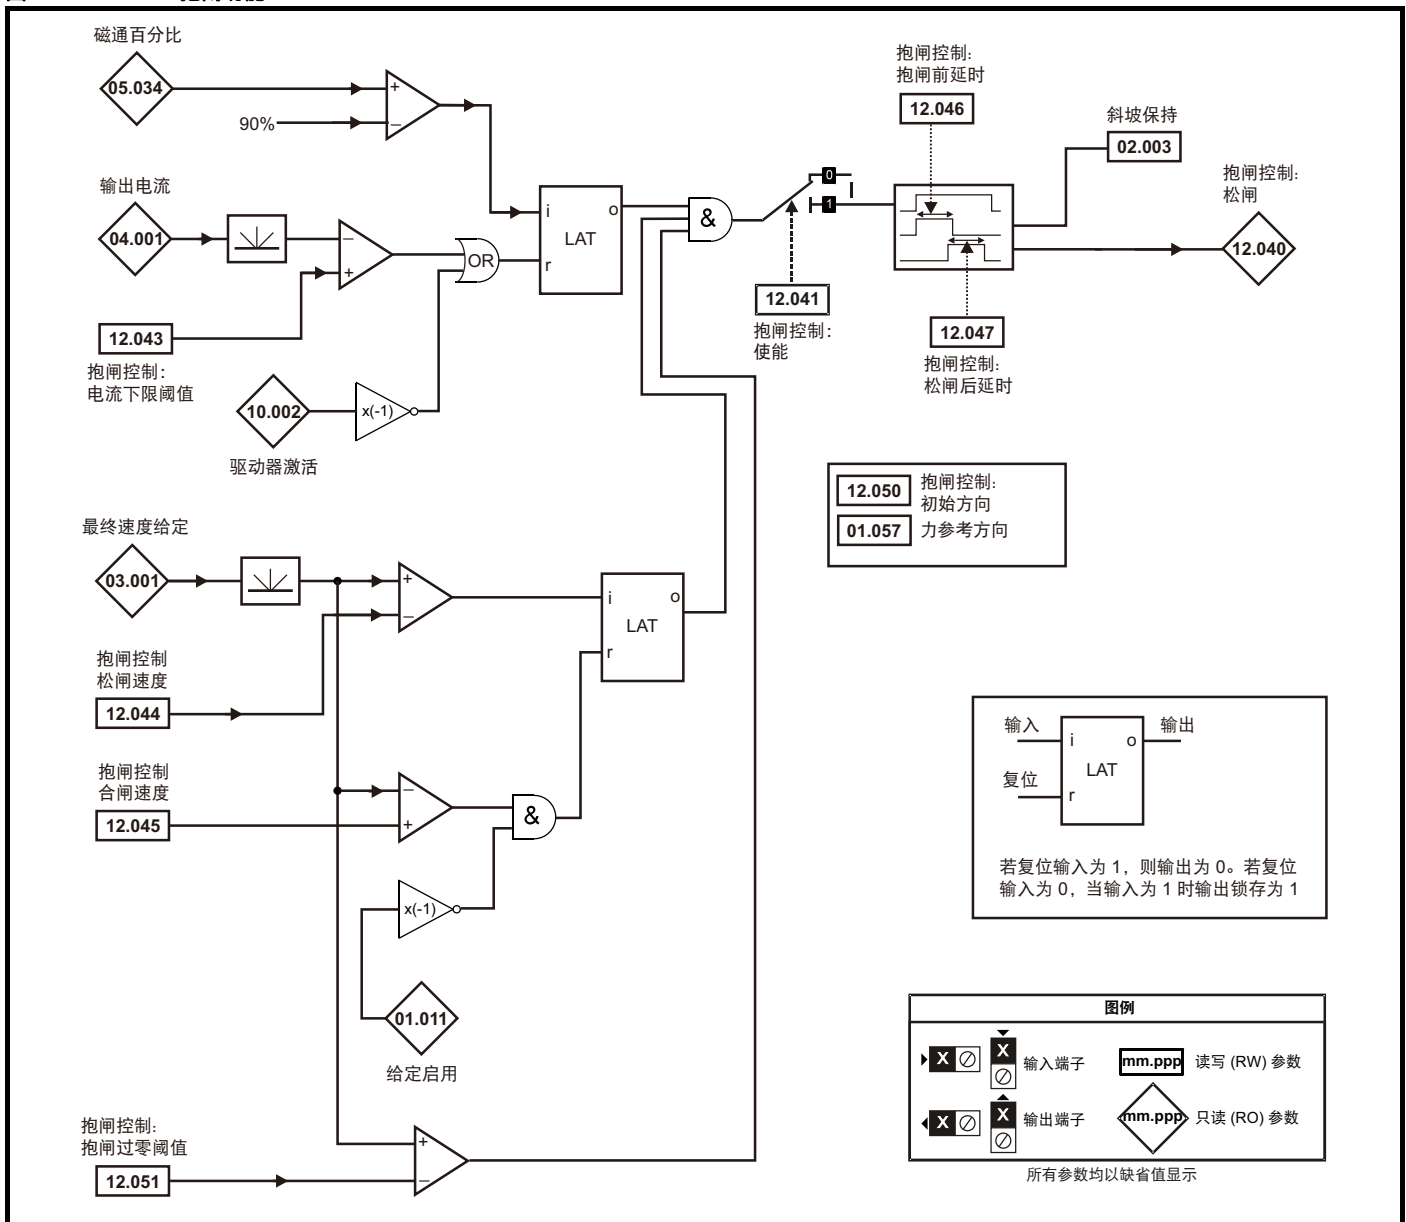 磁通百分比
05.034
+
90%
−
输出电流
04.001
−
+
12.043
抱闸控制：
电流下限阈值
10.002
驱动器激活
x(-1)
OR
i
o
LAT
r
&
0
1
12.041
抱闸控制：
使能
抱闸控制:
抱闸前延时
12.046
斜坡保持
02.003
抱闸控制:
松闸
12.040
12.047
抱闸控制:
松闸后延时
12.050
抱闸控制:
初始方向
01.057
力参考方向
最终速度给定
03.001
+
−
抱闸控制
松闸速度
12.044
i
o
LAT
r
抱闸控制
合闸速度
12.045
−
+
&
x(-1)
01.011
给定启用
抱闸控制:
抱闸过零阈值
12.051
+
−
输入
i
o
输出
LAT
复位
r
若复位输入为 1，则输出为 0。若复位
输入为 0，当输入为 1 时输出锁存为 1
图例
X
X
输入端子
mm.ppp
读写 (RW) 参数
X
X
输出端子
mm.ppp
只读 (RO) 参数
所有参数均以缺省值显示